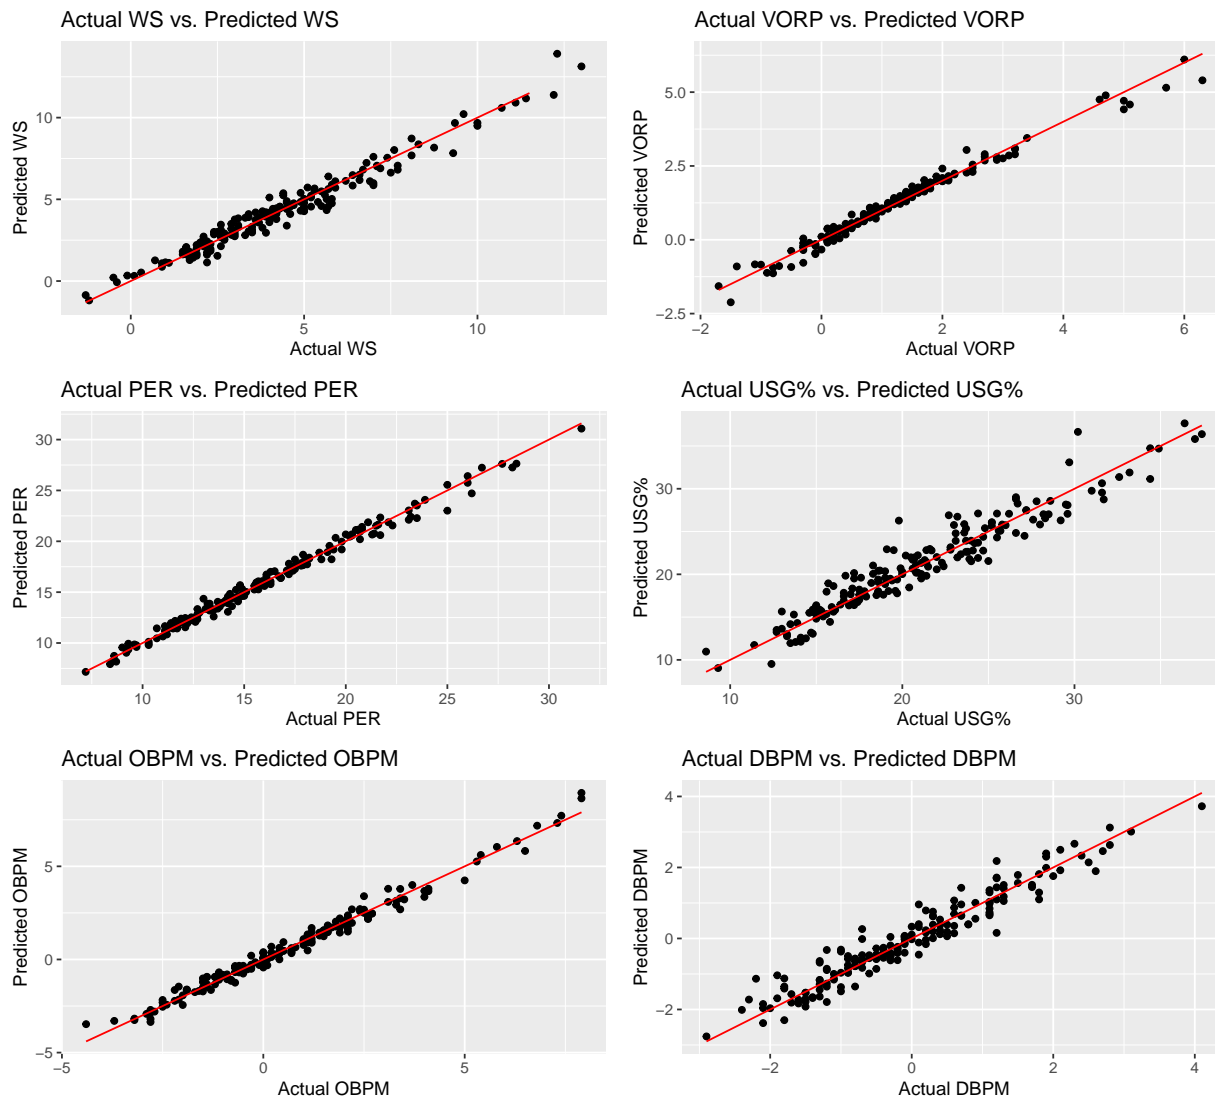 Actual WS vs. Predicted WS
Predicted WS
10
5
0
0 5 10
Actual WS
Actual VORP vs. Predicted VORP
Predicted VORP
5.0
2.5
0.0
−2.5
−2 0 2 4 6
Actual VORP
Actual PER vs. Predicted PER
Predicted PER
30
25
20
15
10
10 15 20 25 30
Actual PER
Actual USG% vs. Predicted USG%
Predicted USG%
30
20
10
10 20 30
Actual USG%
Actual OBPM vs. Predicted OBPM
Predicted OBPM
5
0
−5
−5 0 5
Actual OBPM
Actual DBPM vs. Predicted DBPM
Predicted DBPM
4
2
0
−2
−2 0 2 4
Actual DBPM